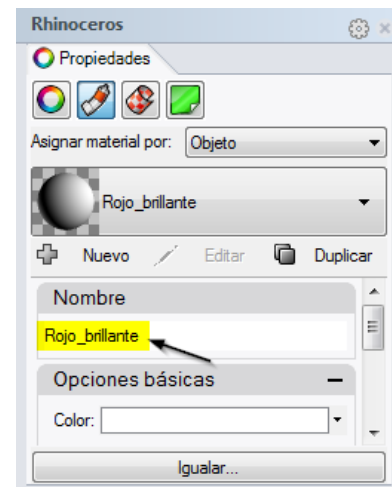 Rhinoceros
Propiedades
Asignar material por: Objeto
Rojo_brillante
Nuevo Editar Duplicar
Nombre
Rojo_brillante
Opciones básicas
Color:
Igualar...